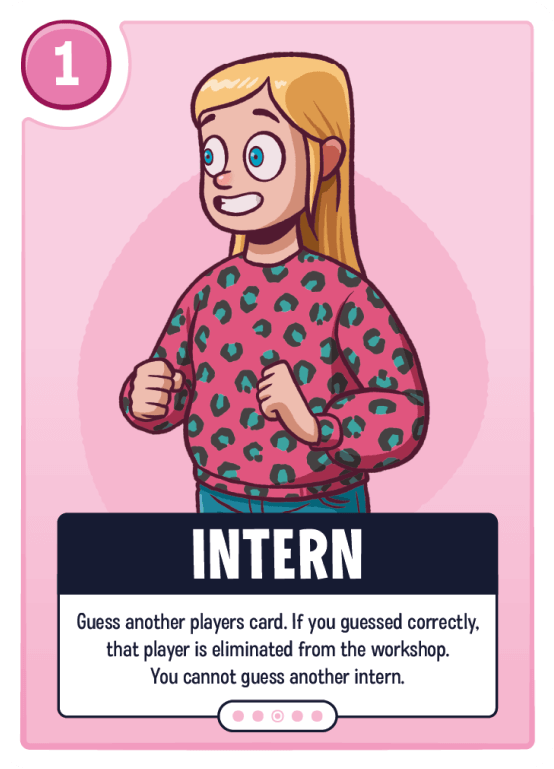 1
INTERN
Guess another players card. If you guessed correctly,
that player is eliminated from the workshop.
You cannot guess another intern.